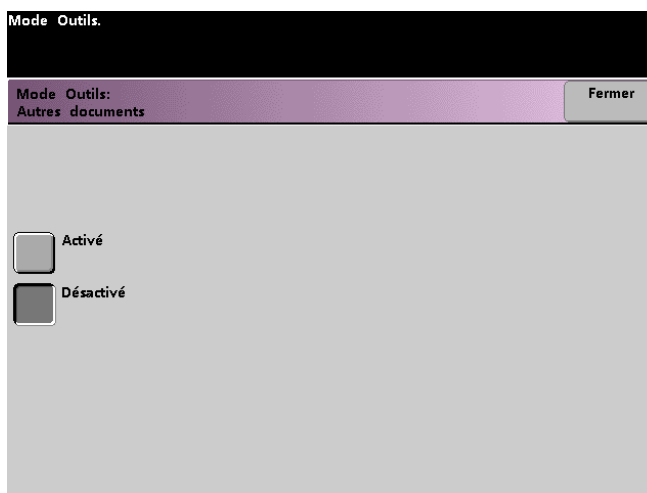 Mode Outils.
Mode Outils:
Autres documents
Fermer
Activé
Désactivé